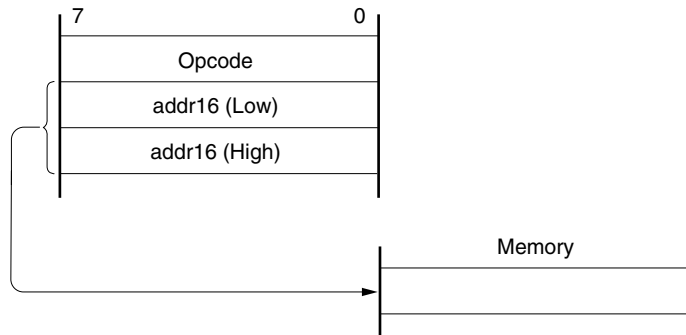 7 0
Opcode
addr16 (Low)
addr16 (High)
Memory